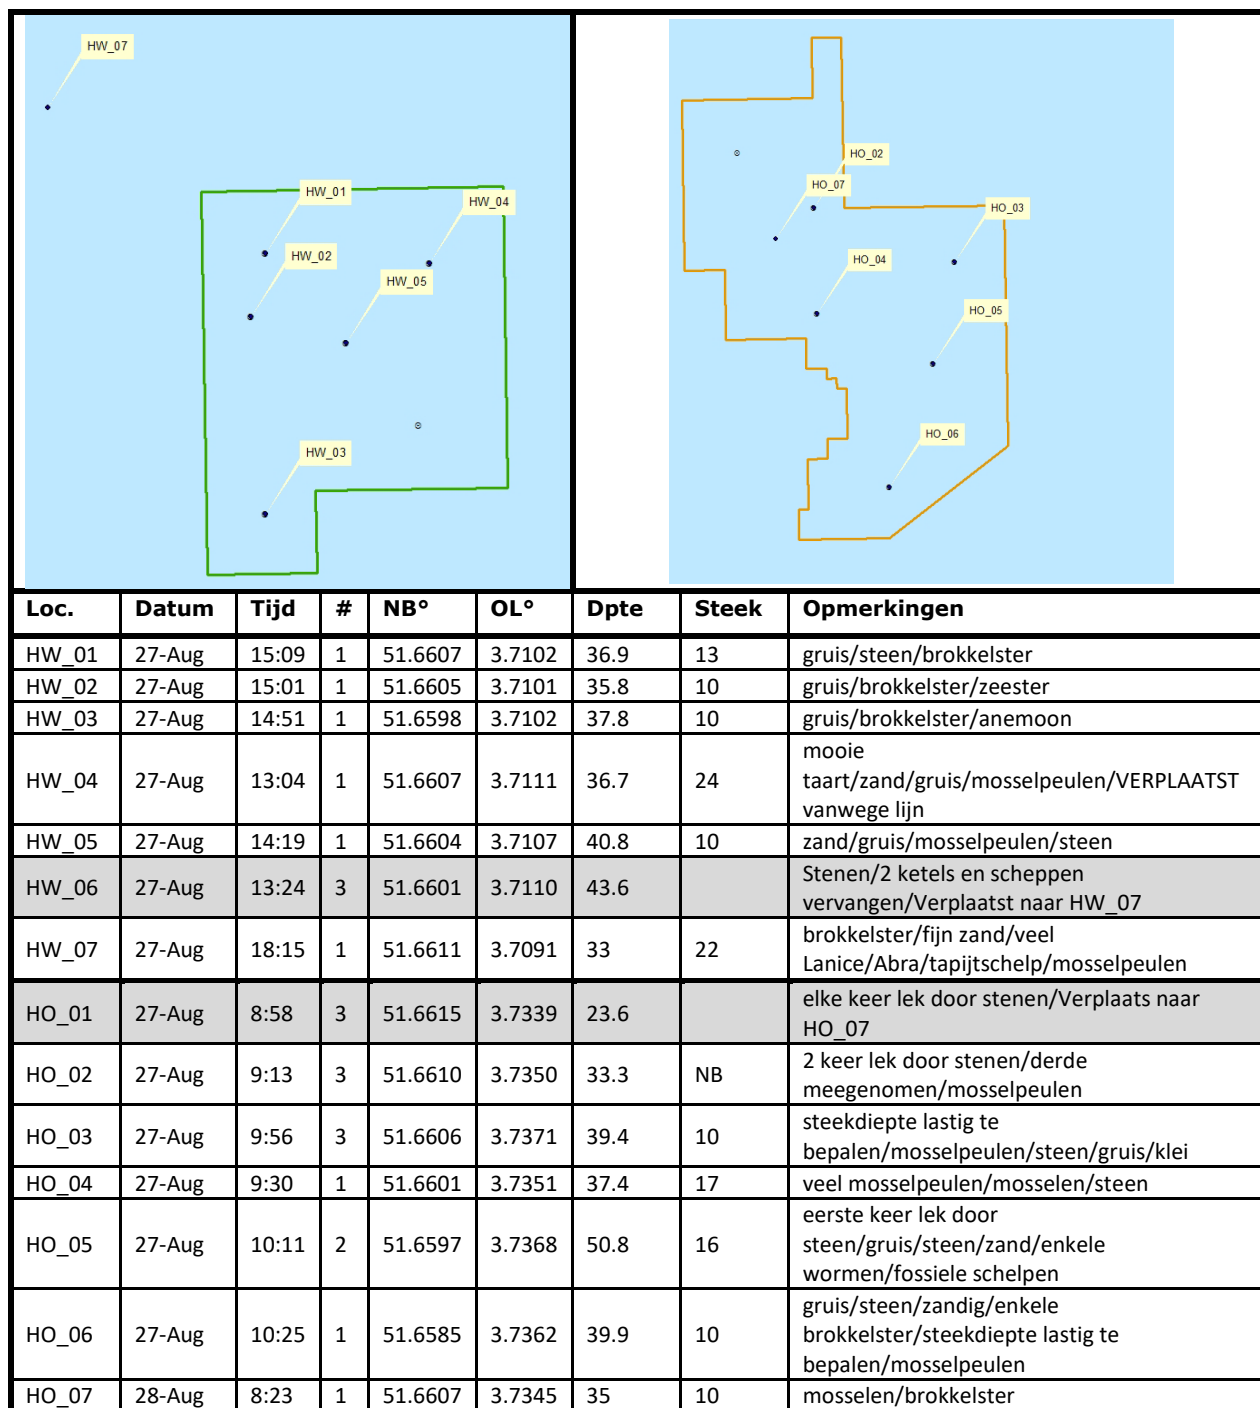 HW_07
HW_01
HW_04
HW_02
HW_05
HW_03
HO_02
HO_07
HO_03
HO_04
HO_05
HO_06
Loc. Datum Tijd # NB° OL° Dpte Steek Opmerkingen
HW_01 27-Aug 15:09 1 51.6607 3.7102 36.9 13 gruis/steen/brokkelster
HW_02 27-Aug 15:01 1 51.6605 3.7101 35.8 10 gruis/brokkelster/zeester
HW_03 27-Aug 14:51 1 51.6598 3.7102 37.8 10 gruis/brokkelster/anemoon
HW_04 27-Aug 13:04 1 51.6607 3.7111 36.7 24 mooie
taart/zand/gruis/mosselpeulen/VERPLAATST
vanwege lijn
HW_05 27-Aug 14:19 1 51.6604 3.7107 40.8 10 zand/gruis/mosselpeulen/steen
HW_06 27-Aug 13:24 3 51.6601 3.7110 43.6 Stenen/2 ketels en scheppen
vervangen/Verplaatst naar HW_07
HW_07 27-Aug 18:15 1 51.6611 3.7091 33 22 brokkelster/fijn zand/veel
Lanice/Abra/tapijtschelp/mosselpeulen
HO_01 27-Aug 8:58 3 51.6615 3.7339 23.6 elke keer lek door stenen/Verplaats naar
HO_07
HO_02 27-Aug 9:13 3 51.6610 3.7350 33.3 NB 2 keer lek door stenen/derde
meegenomen/mosselpeulen
HO_03 27-Aug 9:56 3 51.6606 3.7371 39.4 10 steekdiepte lastig te
bepalen/mosselpeulen/steen/gruis/klei
HO_04 27-Aug 9:30 1 51.6601 3.7351 37.4 17 veel mosselpeulen/mosselen/steen
HO_05 27-Aug 10:11 2 51.6597 3.7368 50.8 16 eerste keer lek door
steen/gruis/steen/zand/enkele
wormen/fossiele schelpen
HO_06 27-Aug 10:25 1 51.6585 3.7362 39.9 10 gruis/steen/zandig/enkele
brokkelster/steekdiepte lastig te
bepalen/mosselpeulen
HO_07 28-Aug 8:23 1 51.6607 3.7345 35 10 mosselen/brokkelster